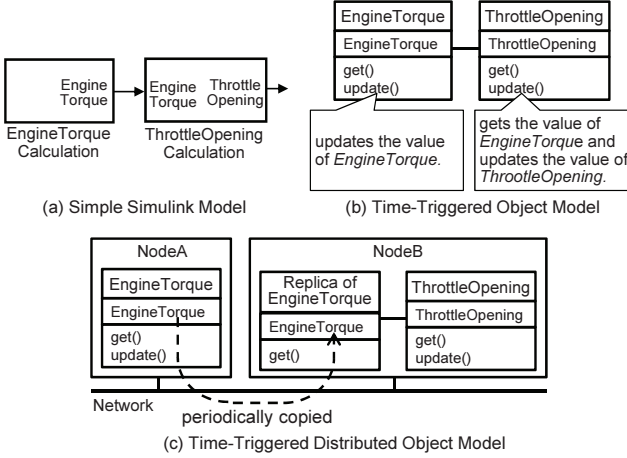 Engine
Torque
Engine
Torque
Throttle
Opening
EngineTorque
Calculation
ThrottleOpening
Calculation
(a) Simple Simulink Model
EngineTorque
EngineTorque
get()
update()
ThrottleOpening
ThrottleOpening
get()
update()
updates the value
of EngineTorque.
gets the value of
EngineTorque and
updates the value of
ThrootleOpening.
(b) Time-Triggered Object Model
NodeA
EngineTorque
EngineTorque
get()
update()
NodeB
Replica of
EngineTorque
EngineTorque
get()
ThrottleOpening
ThrottleOpening
get()
update()
Network
periodically copied
(c) Time-Triggered Distributed Object Model